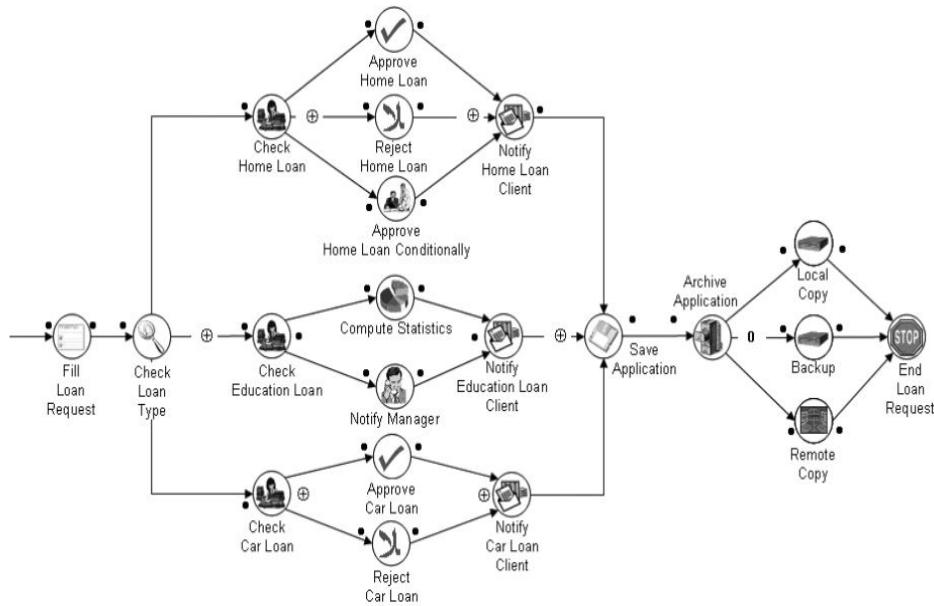 Approve
Home Loan
Check
Home Loan
Reject
Home Loan
Notify
Home Loan
Client
Approve
Home Loan Conditionally
Fill
Loan
Request
Check
Loan
Type
Check
Education Loan
Compute Statistics
Notify Manager
Notify
Education Loan
Client
Save
Application
Archive
Application
0
Local
Copy
Backup
Remote
Copy
STOP
End
Loan
Request
Check
Car Loan
Approve
Car Loan
Reject
Car Loan
Notify
Car Loan
Client